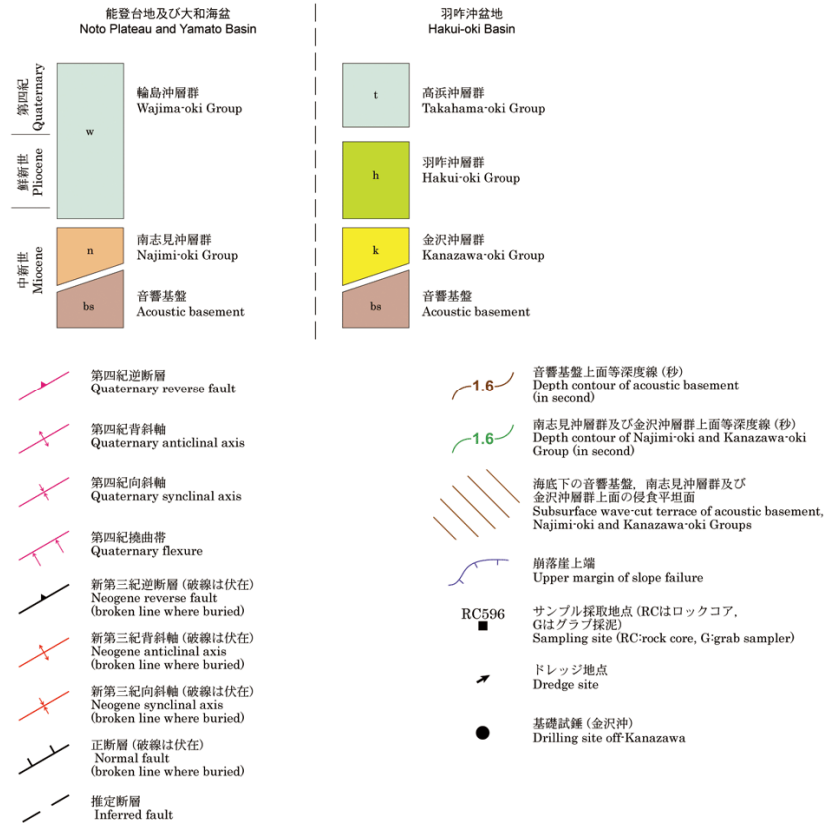 能登台地及び大和海盆
Noto Plateau and Yamato Basin
羽咋沖盆地
Hakui-oki Basin
第四紀
Quaternary
鮮新世
Pliocene
中新世
Miocene
w
輪島沖層群
Wajima-oki Group
n
南志見沖層群
Najimi-oki Group
bs
音響基盤
Acoustic basement
t
高浜沖層群
Takahama-oki Group
h
羽咋沖層群
Hakui-oki Group
k
金沢沖層群
Kanazawa-oki Group
bs
音響基盤
Acoustic basement
第四紀逆断層
Quaternary reverse fault
第四紀背斜軸
Quaternary anticlinal axis
第四紀向斜軸
Quaternary synclinal axis
第四紀撓曲帯
Quaternary flexure
新第三紀逆断層 (破線は伏在)
Neogene reverse fault
(broken line where buried)
新第三紀背斜軸 (破線は伏在)
Neogene anticlinal axis
(broken line where buried)
新第三紀向斜軸 (破線は伏在)
Neogene synclinal axis
(broken line where buried)
正断層 (破線は伏在)
Normal fault
(broken line where buried)
推定断層
Inferred fault
1.6
音響基盤上面等深度線 (秒)
Depth contour of acoustic basement
(in second)
1.6
南志見沖層群及び金沢沖層群上面等深度線 (秒)
Depth contour of Najimi-oki and Kanazawa-oki
Group (in second)
海底下の音響基盤, 南志見沖層群及び
金沢沖層群上面の侵食平坦面
Subsurface wave-cut terrace of acoustic basement,
Najimi-oki and Kanazawa-oki Groups
崩落崖上端
Upper margin of slope failure
RC596
サンプル採取地点 (RCはロックコア,
Gはグラブ採泥)
Sampling site (RC:rock core, G:grab sampler)
ドレッジ地点
Dredge site
基礎試錐 (金沢沖)
Drilling site off-Kanazawa